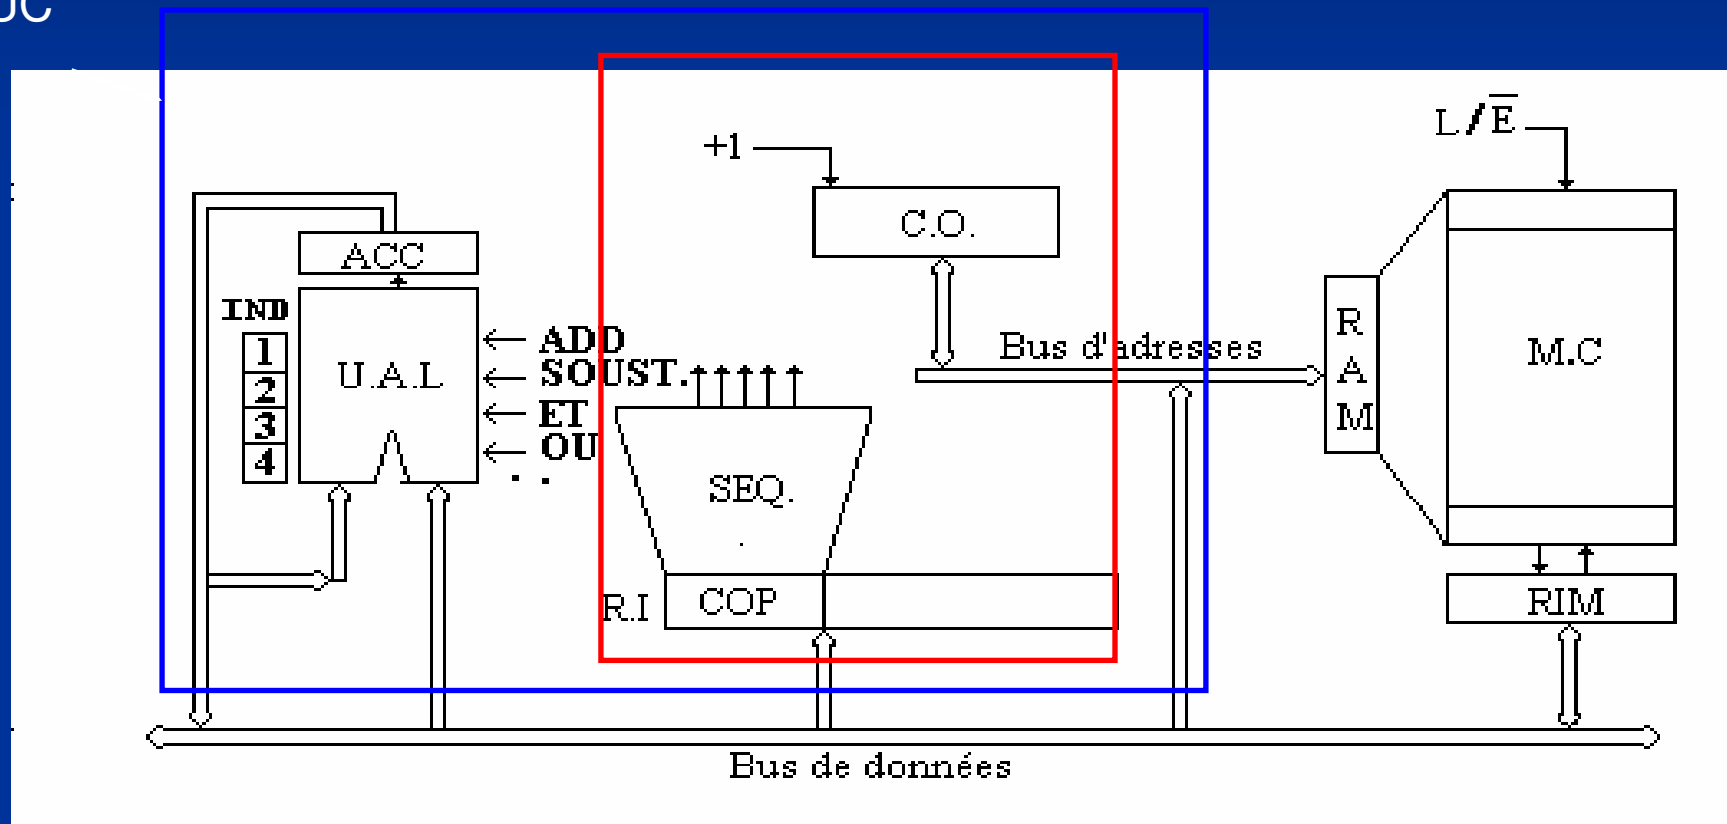 UC
L/E̅
+1
C.O.
ACC
IND
1
2
3
4
U.A.L
ADD
SOUST.
ET
OU
. .
Bus d'adresses
R
A
M
M.C
SEQ.
R.I
COP
RIM
Bus de données